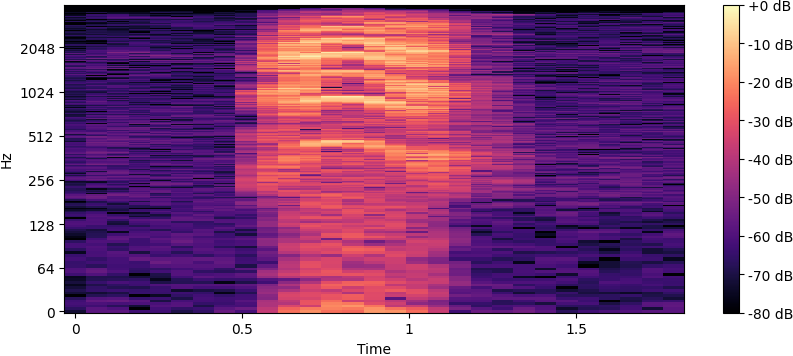 +0 dB
2048
-10 dB
1024
-20 dB
512
-30 dB
Hz
256
-40 dB
-50 dB
128
-60 dB
64
-70 dB
0
-80 dB
0 0.5 1 1.5
Time